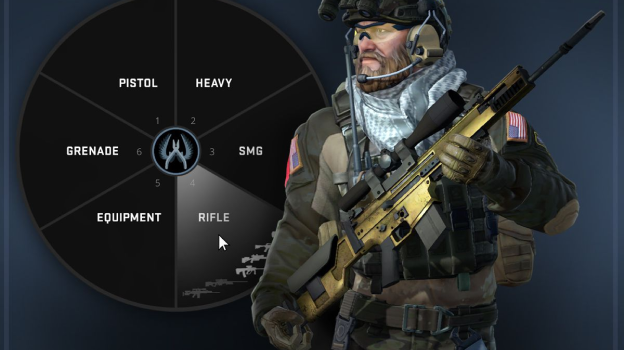 PISTOL HEAVY
1 2
GRENADE 6 3 SMG
5 4
EQUIPMENT RIFLE